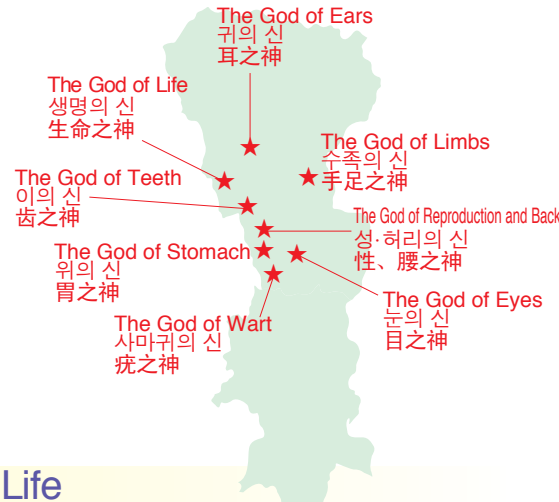 The God of Ears
귀의 신
耳之神
The God of Life
생명의 신
生命之神
The God of Limbs
수족의 신
手足之神
The God of Teeth
이의 신
齿之神
The God of Reproduction and Back
성·허리의 신
性、腰之神
The God of Stomach
위의 신
胃之神
The God of Eyes
눈의 신
目之神
The God of Wart
사마귀의 신
疣之神
Life